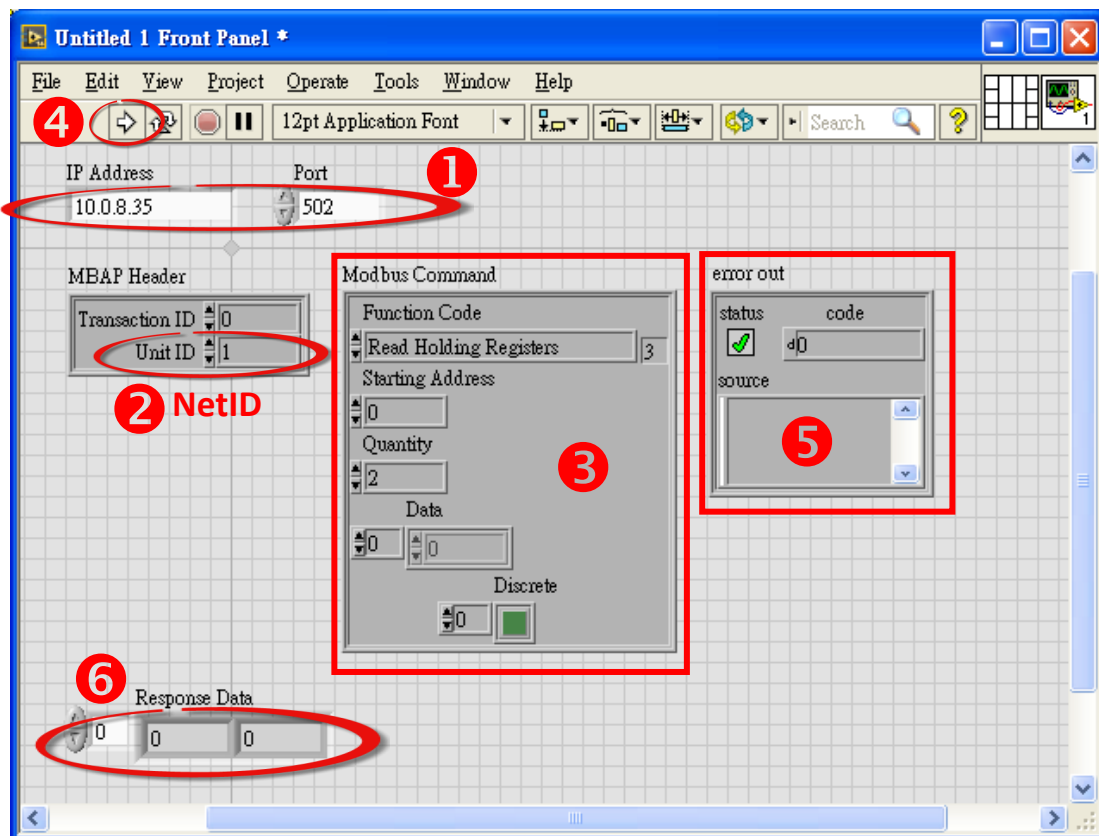 Untitled 1 Front Panel *
File Edit View Project Operate Tools Window Help
4 12pt Application Font Search 1
1
IP Address Port
10.0.8.35 502
MBAP Header
Transaction ID 0
Unit ID 1
2 NetID
Modbus Command
Function Code
Read Holding Registers 3
Starting Address
0
Quantity
2
Data
0 0
Discrete
0
3
error out
status code
d0
source
5
6
Response Data
0 0 0